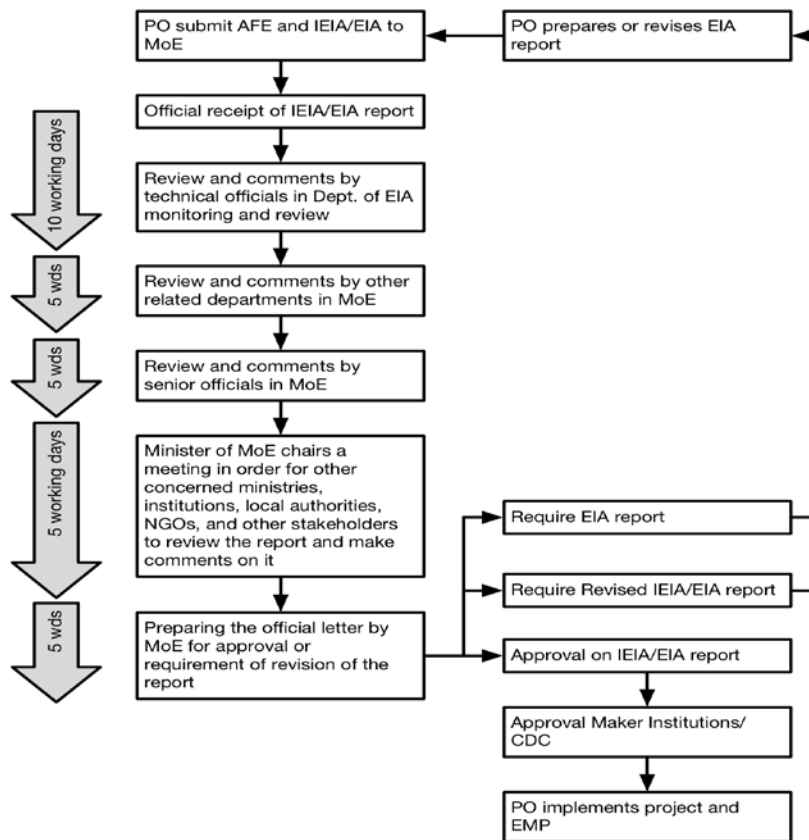 PO submit AFE and IEIA/EIA to
MoE
PO prepares or revises EIA
report
Official receipt of IEIA/EIA report
10 working days
Review and comments by
technical officials in Dept. of EIA
monitoring and review
5 wds
Review and comments by other
related departments in MoE
5 wds
Review and comments by
senior officials in MoE
5 working days
Minister of MoE chairs a
meeting in order for other
concerned ministries,
institutions, local authorities,
NGOs, and other stakeholders
to review the report and make
comments on it
5 wds
Preparing the official letter by
MoE for approval or
requirement of revision of the
report
Require EIA report
Require Revised IEIA/EIA report
Approval on IEIA/EIA report
Approval Maker Institutions/
CDC
PO implements project and
EMP